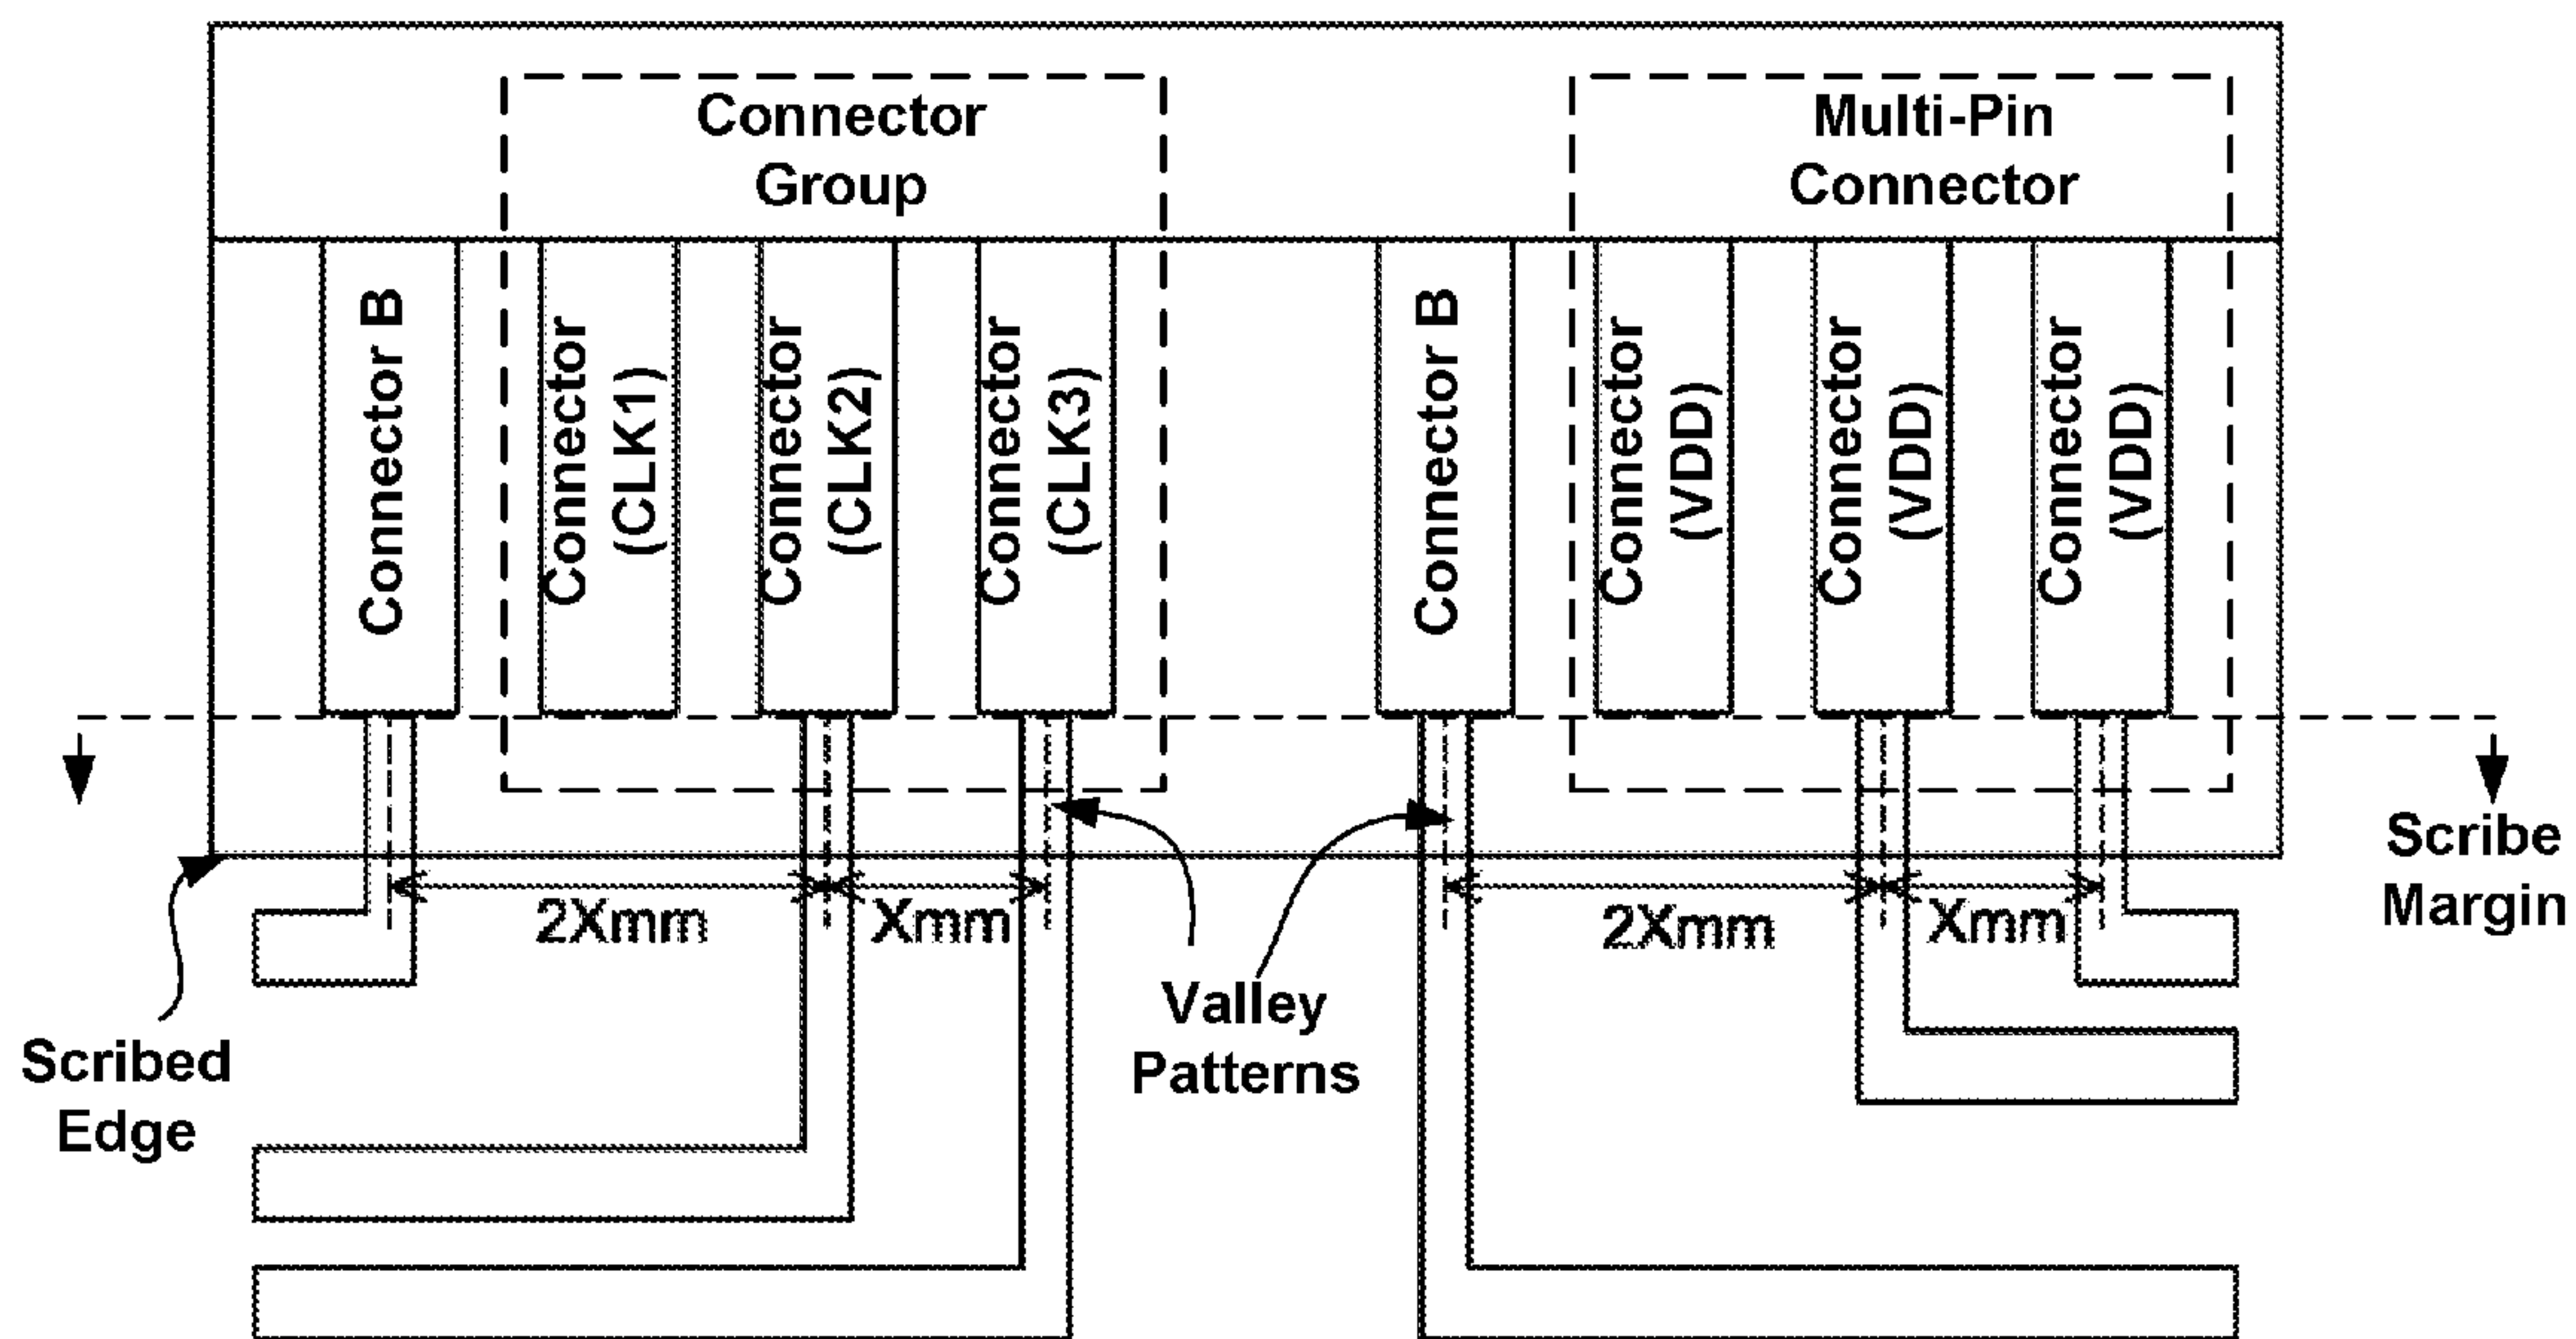 Connector
Group
Multi-Pin
Connector
Connector B
Connector
(CLK1)
Connector
(CLK2)
Connector
(CLK3)
Connector B
Connector
(VDD)
Connector
(VDD)
Connector
(VDD)
Scribe
Margin
2Xmm
Xmm
2Xmm
Xmm
Valley
Patterns
Scribed
Edge